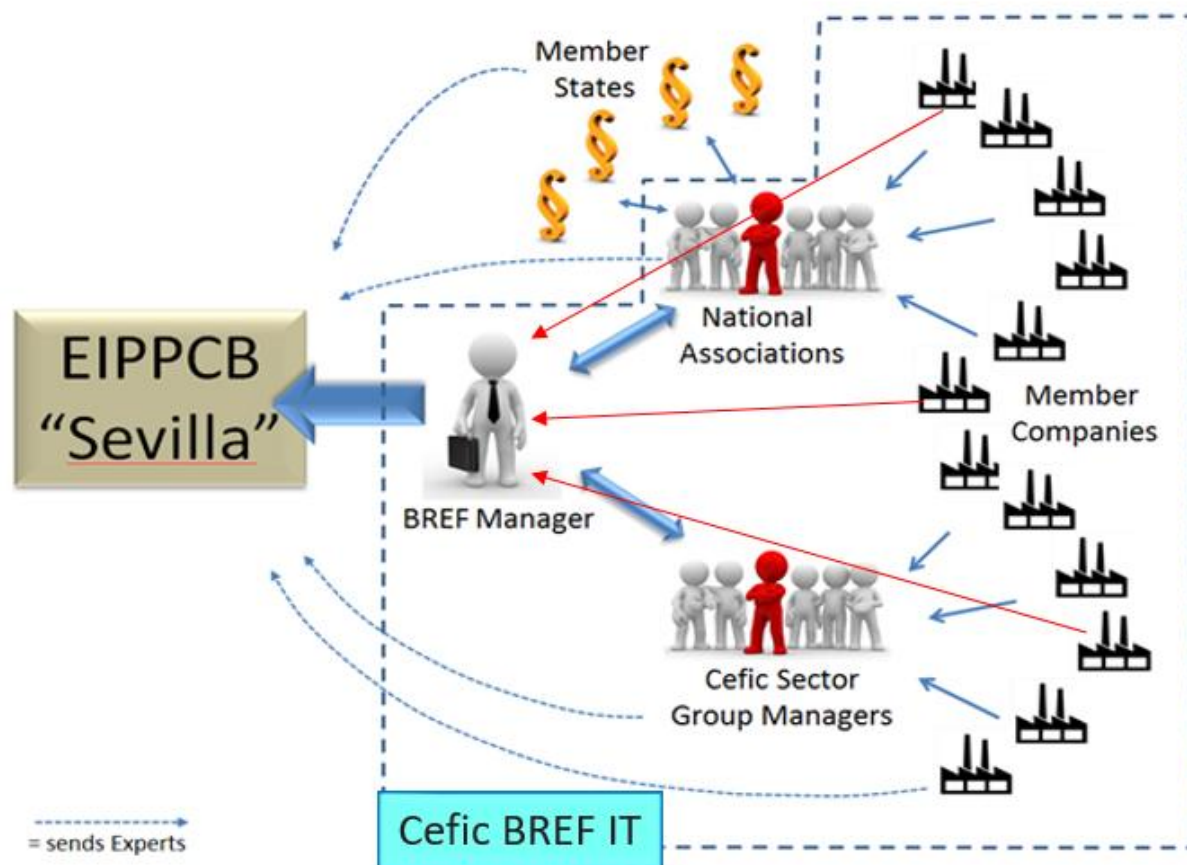 Member
States
National
Associations
EIPPCB
“Sevilla”
Member
Companies
BREF Manager
Cefic Sector
Group Managers
Cefic BREF IT
= sends Experts